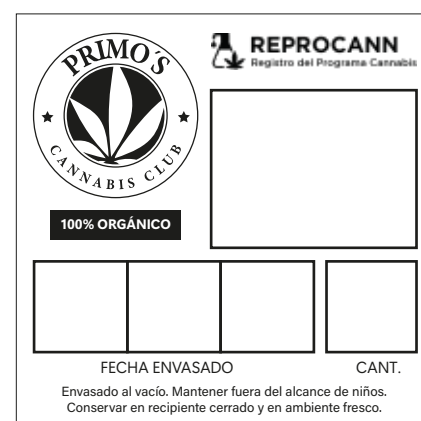 PRIMO´S
CANNABIS CLUB
REPROCANN
Registro del Programa Cannabis
100% ORGÁNICO
FECHA ENVASADO
CANT.
Envasado al vacío. Mantener fuera del alcance de niños.
Conservar en recipiente cerrado y en ambiente fresco.